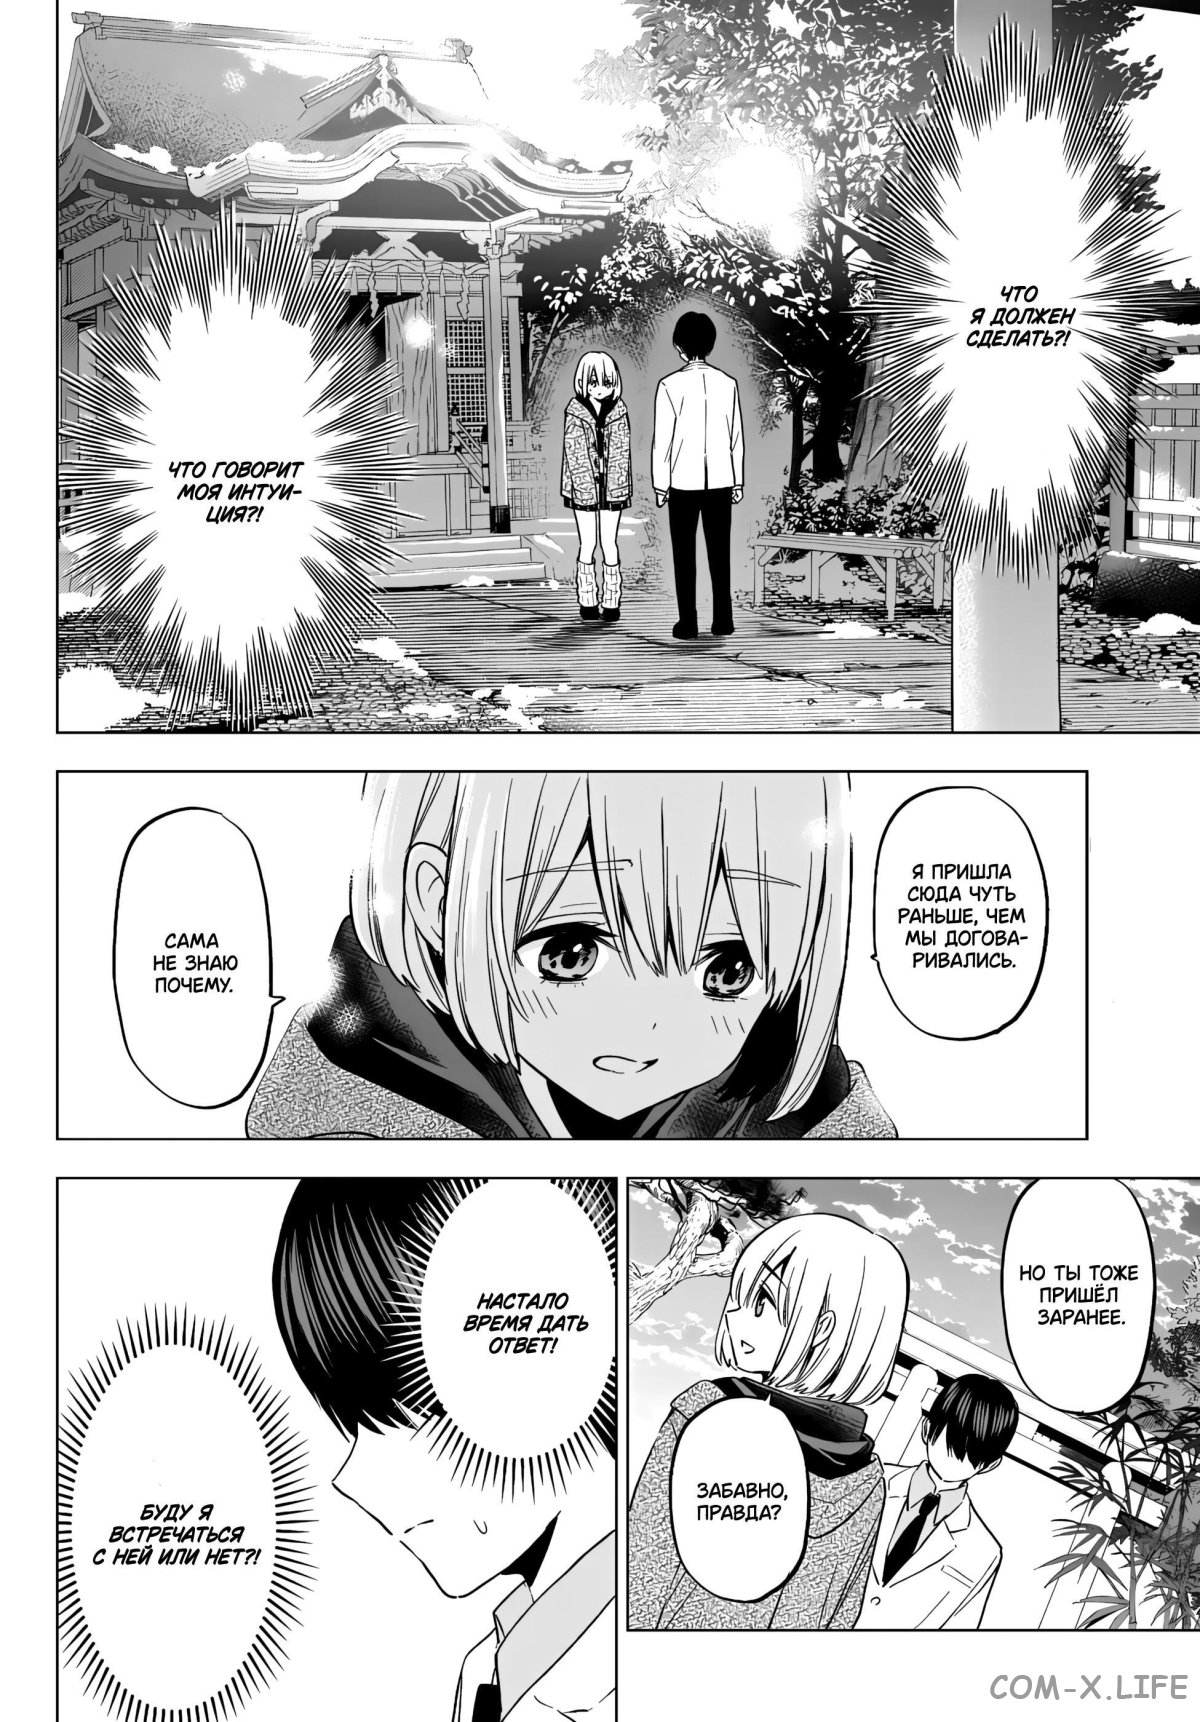 ЧТО
Я ДОЛЖЕН
СДЕЛАТЬ?!
ЧТО ГОВОРИТ
МОЯ ИНТУИ-
ЦИЯ?!
Я ПРИШЛА
СЮДА ЧУТЬ
РАНЬШЕ, ЧЕМ
МЫ ДОГОВА-
РИВАЛИСЬ.
САМА
НЕ ЗНАЮ
ПОЧЕМУ.
НО ТЫ ТОЖЕ
ПРИШЁЛ
ЗАРАНЕЕ.
ЗАБАВНО,
ПРАВДА?
НАСТАЛО
ВРЕМЯ ДАТЬ
ОТВЕТ!
БУДУ Я
ВСТРЕЧАТЬСЯ
С НЕЙ ИЛИ НЕТ?!
COM-X.LIFE